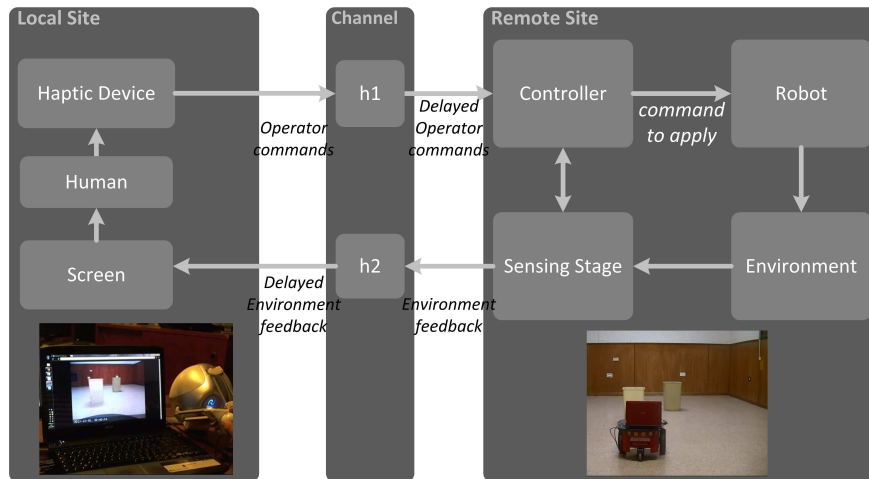 Local Site
Channel
Remote Site
Haptic Device
h1
Controller
Robot
Operator
commands
Delayed
Operator
commands
command
to apply
Human
Screen
h2
Sensing Stage
Environment
Delayed
Environment
feedback
Environment
feedback